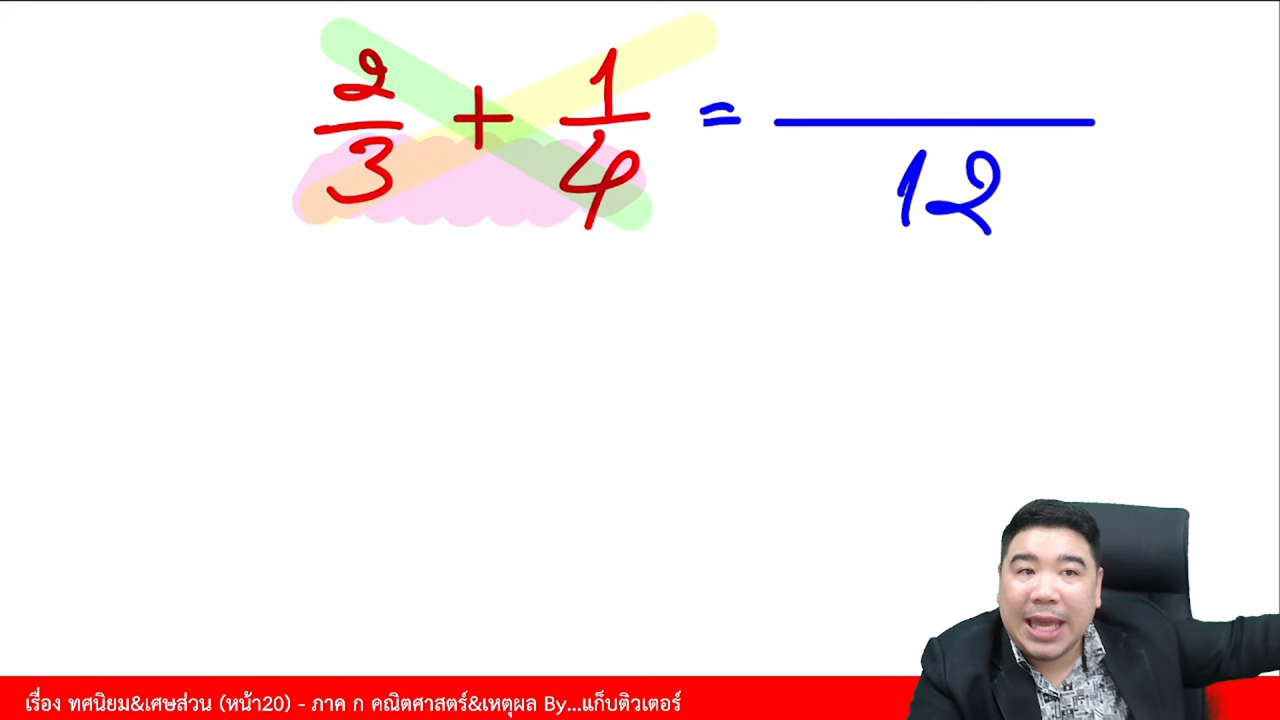 2/3 + 1/4 = /12
เรื่อง ทศนิยม&เศษส่วน (หน้า20) - ภาค ก คณิตศาสตร์&เหตุผล By...แก็บติวเตอร์